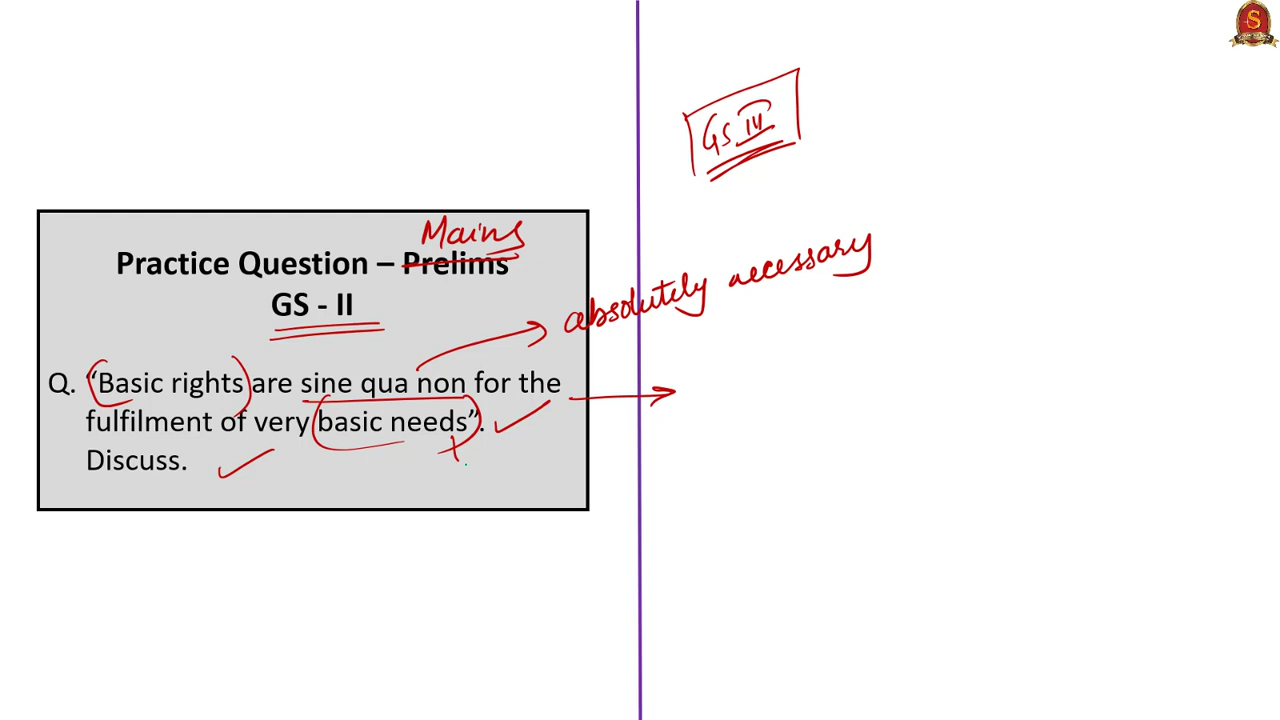 GS IV
Mains
Practice Question – Prelims
GS - II
absolutely necessary
Q. “Basic rights are sine qua non for the
fulfilment of very basic needs”.
Discuss.
S